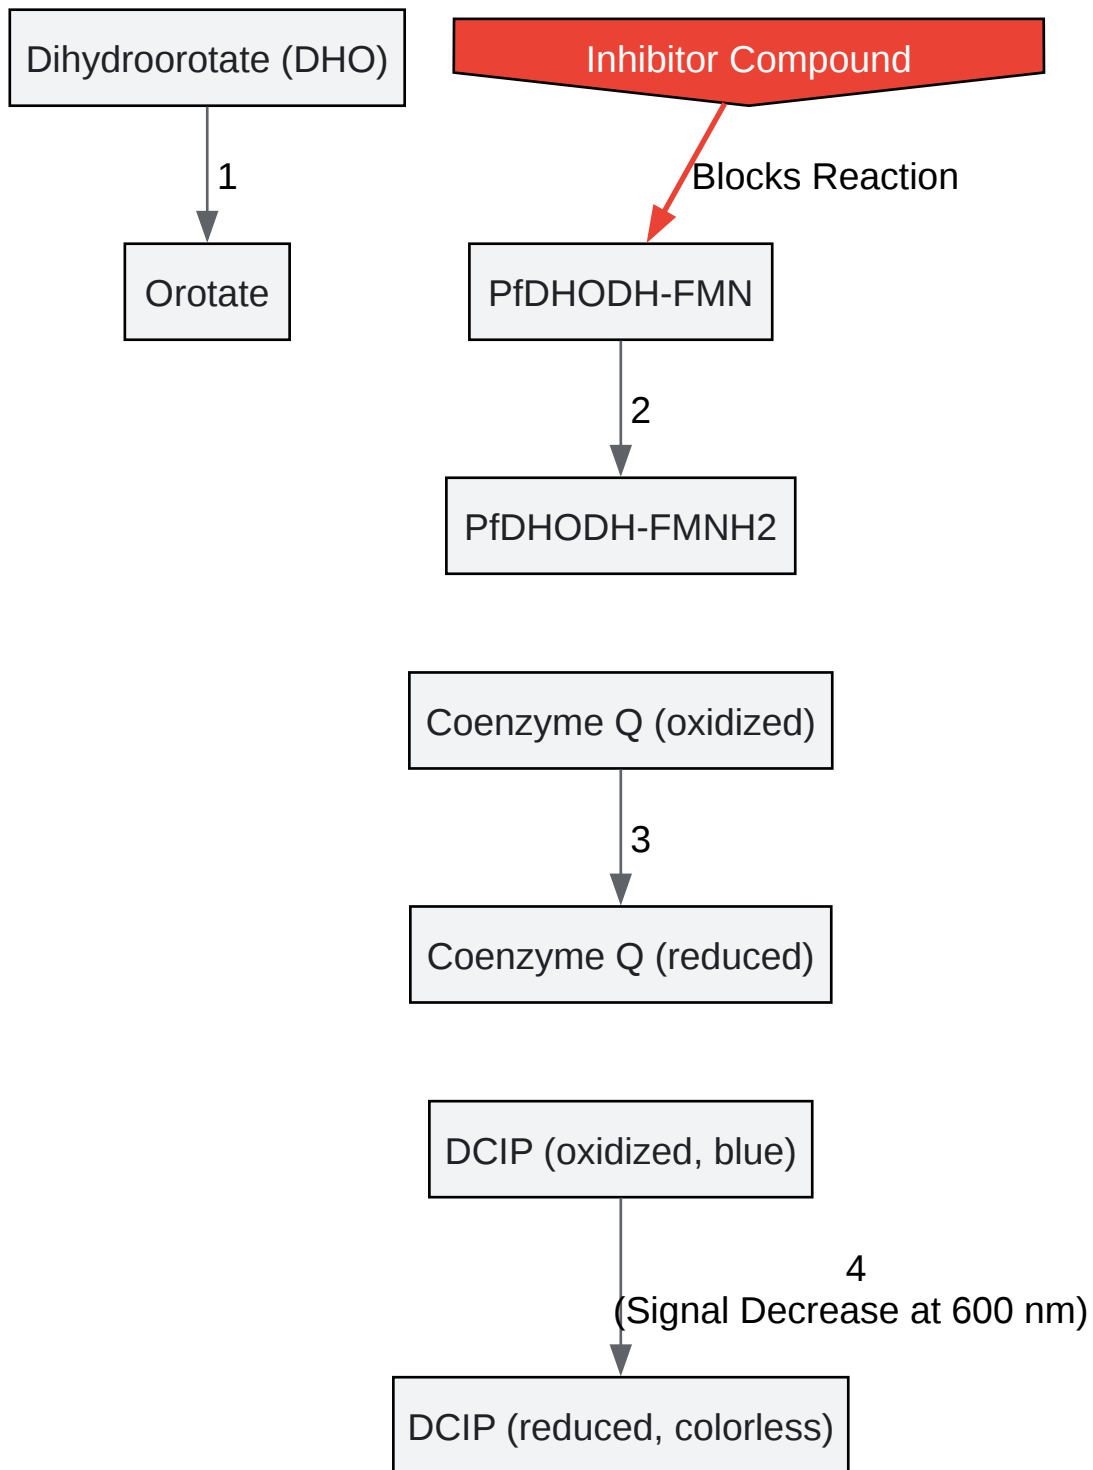 Dihydroorotate (DHO)
Inhibitor Compound
1
Blocks Reaction
Orotate
PfDHODH-FMN
2
PfDHODH-FMNH2
Coenzyme Q (oxidized)
3
Coenzyme Q (reduced)
DCIP (oxidized, blue)
4
(Signal Decrease at 600 nm)
DCIP (reduced, colorless)